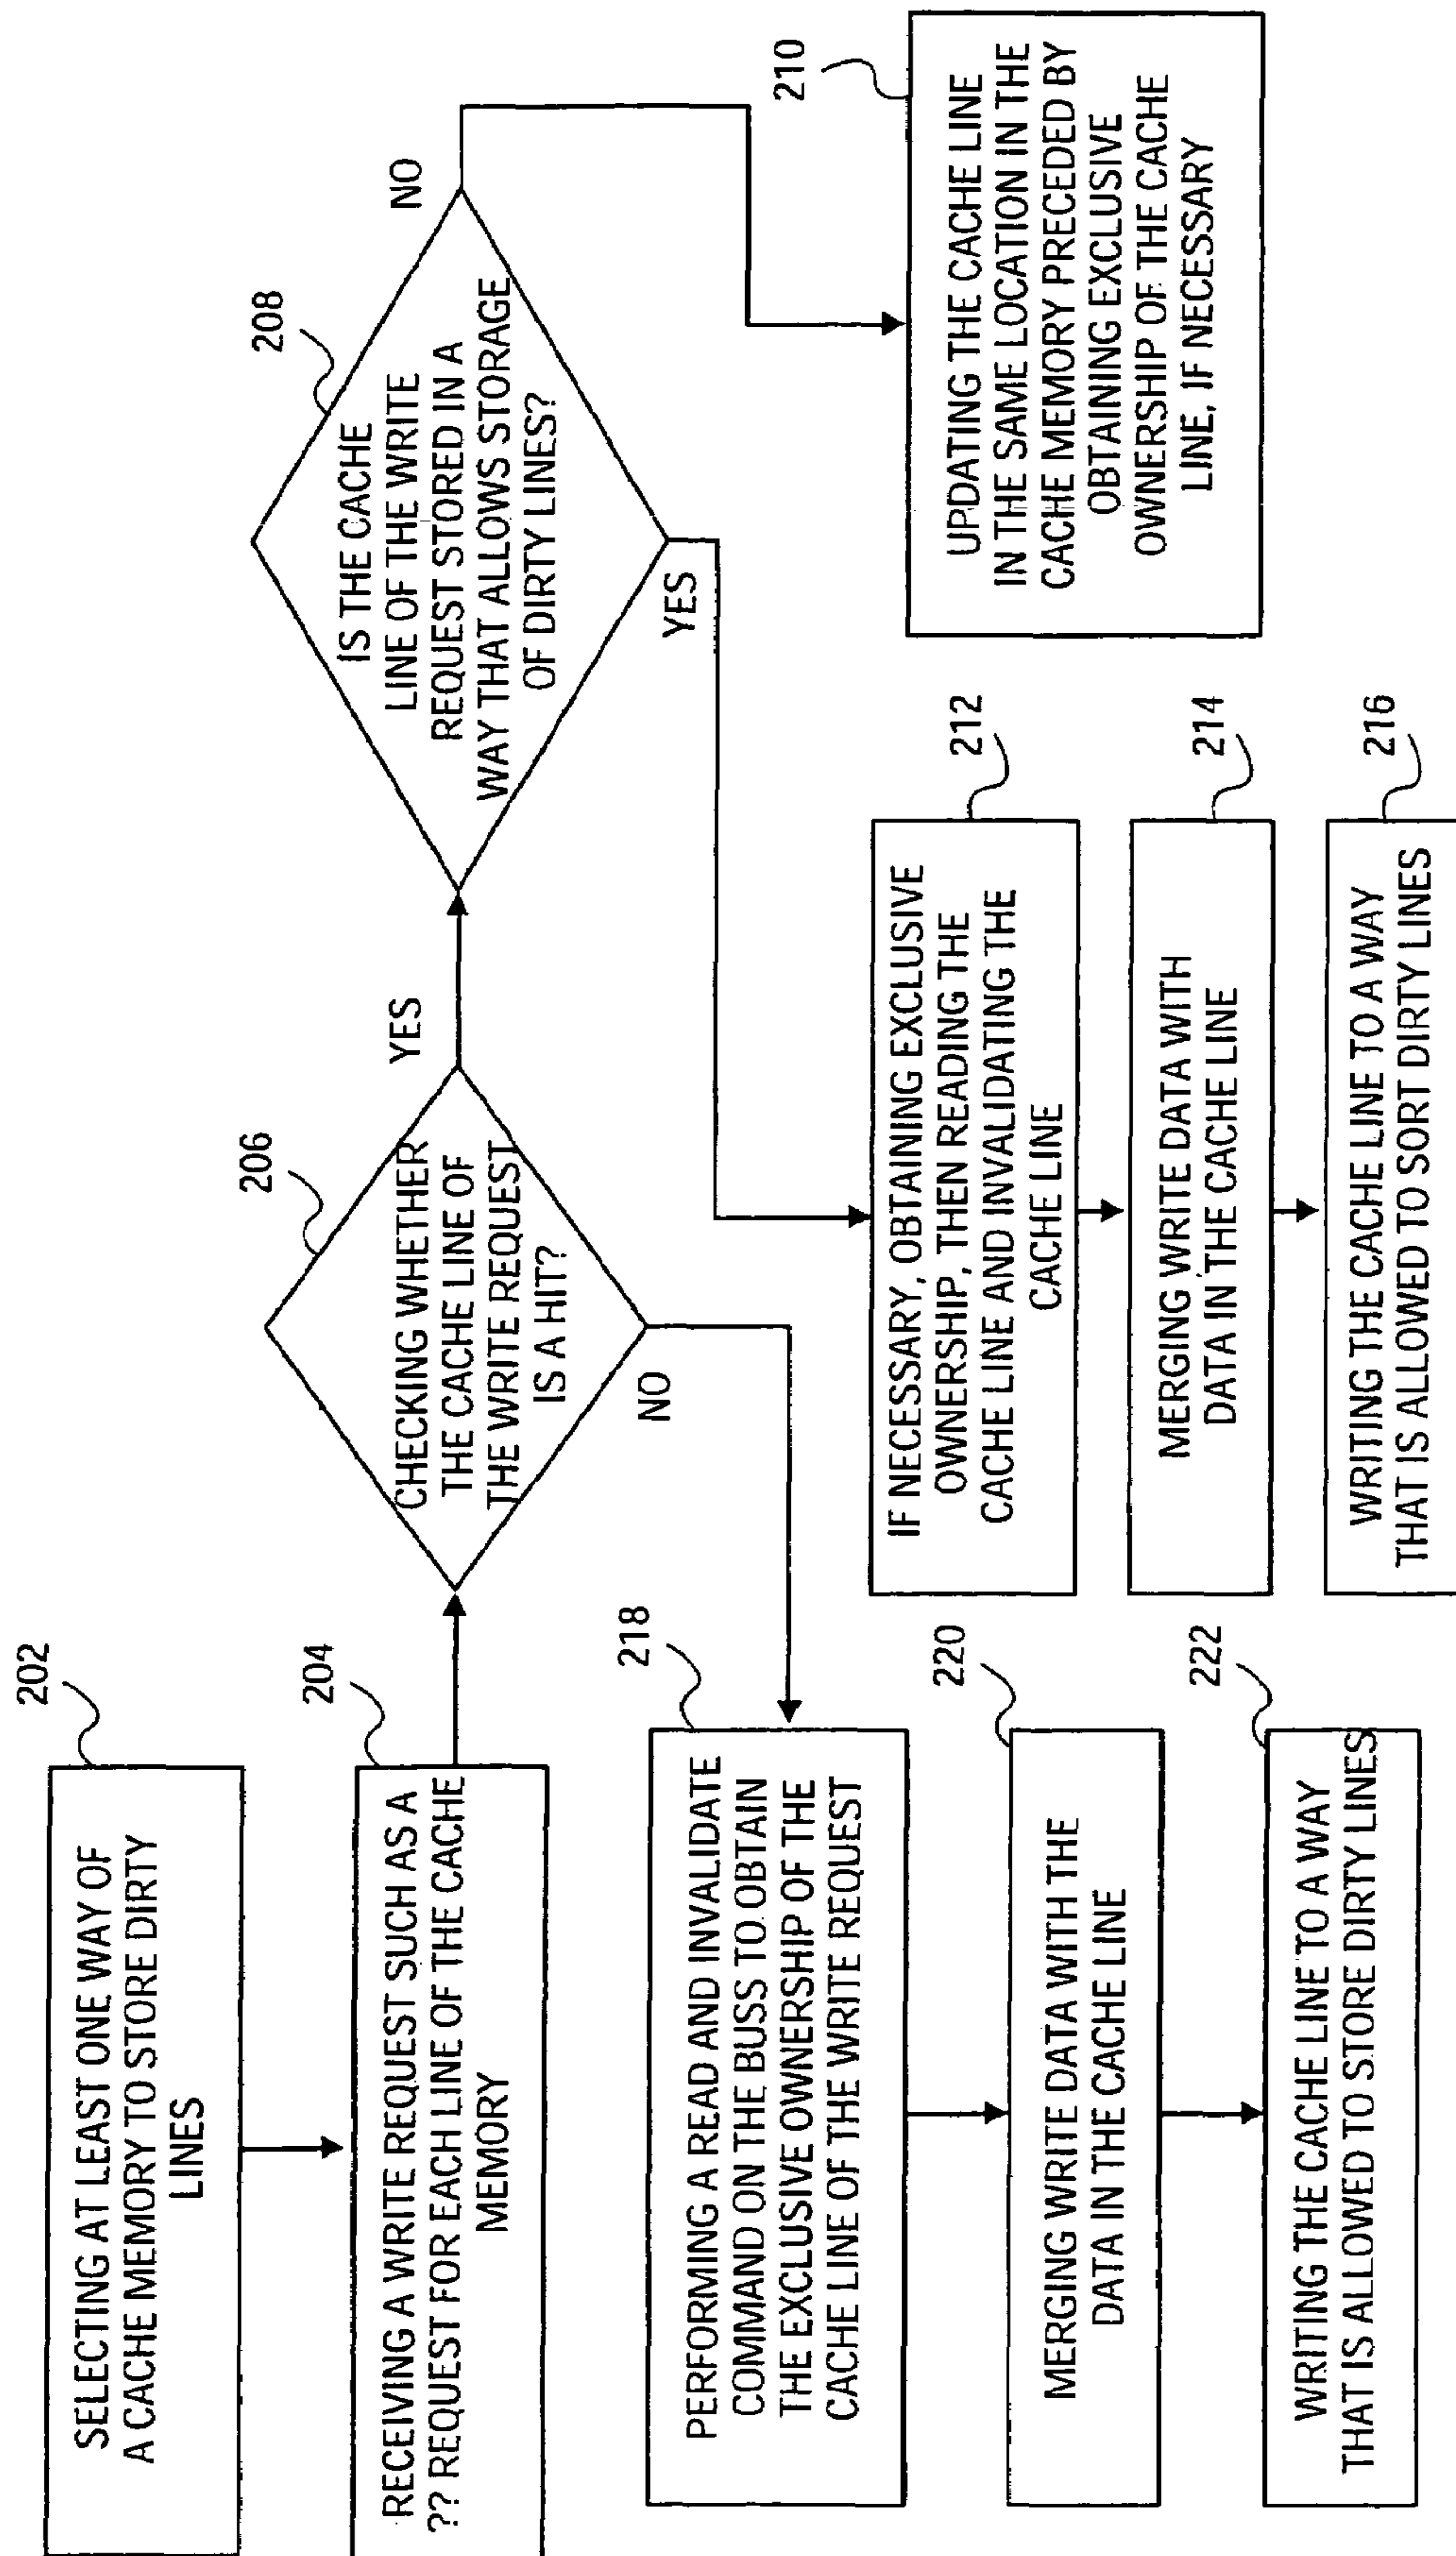 202
SELECTING AT LEAST ONE WAY OF
A CACHE MEMORY TO STORE DIRTY
LINES
204
RECEIVING A WRITE REQUEST SUCH AS A
?? REQUEST FOR EACH LINE OF THE CACHE
MEMORY
206
CHECKING WHETHER
THE CACHE LINE OF
THE WRITE REQUEST
IS A HIT?
YES
NO
208
IS THE CACHE
LINE OF THE WRITE
REQUEST STORED IN A
WAY THAT ALLOWS STORAGE
OF DIRTY LINES?
NO
YES
210
UPDATING THE CACHE LINE
IN THE SAME LOCATION IN THE
CACHE MEMORY PRECEDED BY
OBTAINING EXCLUSIVE
OWNERSHIP OF THE CACHE
LINE, IF NECESSARY
212
IF NECESSARY, OBTAINING EXCLUSIVE
OWNERSHIP, THEN READING THE
CACHE LINE AND INVALIDATING THE
CACHE LINE
214
MERGING WRITE DATA WITH
DATA IN THE CACHE LINE
216
WRITING THE CACHE LINE TO A WAY
THAT IS ALLOWED TO SORT DIRTY LINES
218
PERFORMING A READ AND INVALIDATE
COMMAND ON THE BUSS TO OBTAIN
THE EXCLUSIVE OWNERSHIP OF THE
CACHE LINE OF THE WRITE REQUEST
220
MERGING WRITE DATA WITH THE
DATA IN THE CACHE LINE
222
WRITING THE CACHE LINE TO A WAY
THAT IS ALLOWED TO STORE DIRTY LINES